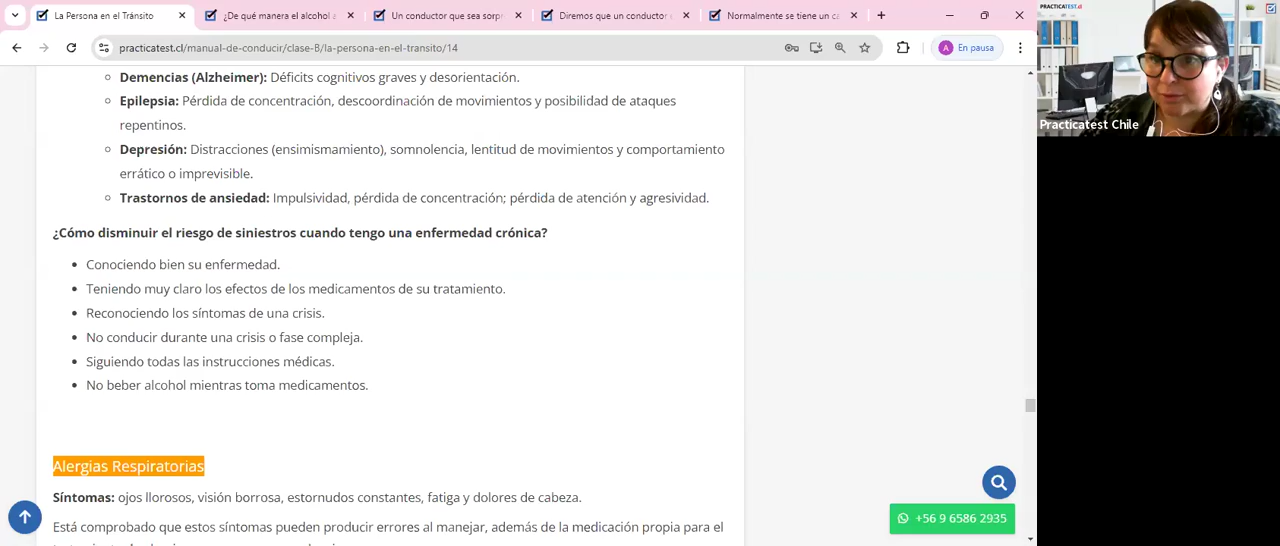 La Persona en el Tránsito
¿De qué manera el alcohol a
Un conductor que sea sorpr
Diremos que un conductor
Normalmente se tiene un ca
practicatest.cl/manual-de-conducir/clase-B/la-persona-en-el-transito/14
A
En pausa
PRACTICATEST.CL
Practicatest Chile
Demencias (Alzheimer): Déficits cognitivos graves y desorientación.
Epilepsia: Pérdida de concentración, descoordinación de movimientos y posibilidad de ataques
repentinos.
Depresión: Distracciones (ensimismamiento), somnolencia, lentitud de movimientos y comportamiento
errático o imprevisible.
Trastornos de ansiedad: Impulsividad, pérdida de concentración; pérdida de atención y agresividad.
¿Cómo disminuir el riesgo de siniestros cuando tengo una enfermedad crónica?
Conociendo bien su enfermedad.
Teniendo muy claro los efectos de los medicamentos de su tratamiento.
Reconociendo los síntomas de una crisis.
No conducir durante una crisis o fase compleja.
Siguiendo todas las instrucciones médicas.
No beber alcohol mientras toma medicamentos.
Alergias Respiratorias
Síntomas: ojos llorosos, visión borrosa, estornudos constantes, fatiga y dolores de cabeza.
+56 9 6586 2935
Está comprobado que estos síntomas pueden producir errores al manejar, además de la medicación propia para el